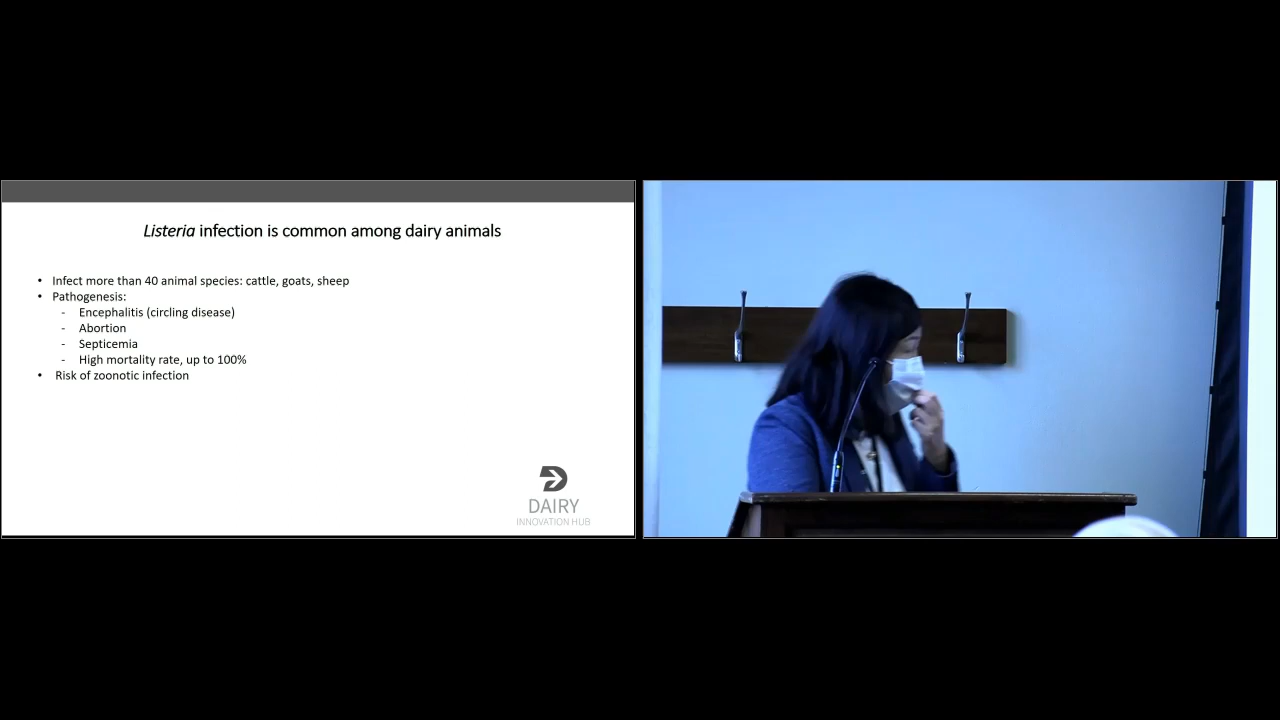 Listeria infection is common among dairy animals
• Infect more than 40 animal species: cattle, goats, sheep
• Pathogenesis:
- Encephalitis (circling disease)
- Abortion
- Septicemia
- High mortality rate, up to 100%
• Risk of zoonotic infection
DAIRY
INNOVATION HUB